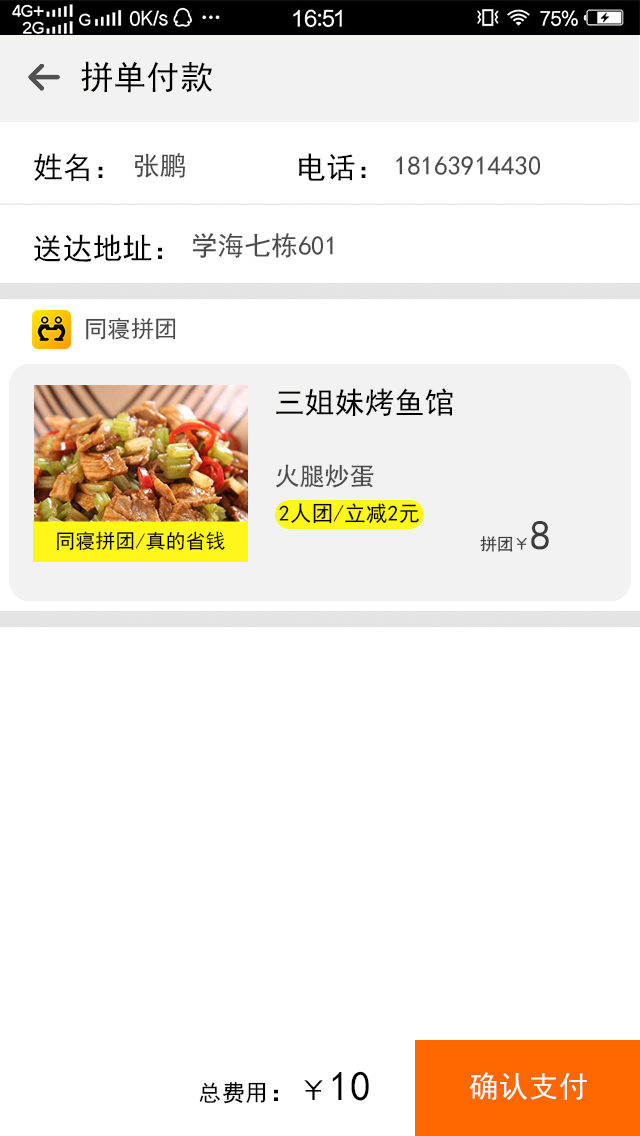 4G+ 2G G 0K/s ··· 16:51 75%
拼单付款
姓名： 张鹏 电话： 18163914430
送达地址： 学海七栋601
同寝拼团
三姐妹烤鱼馆
火腿炒蛋
2人团/立减2元
同寝拼团/真的省钱
拼团¥8
总费用：￥10
确认支付